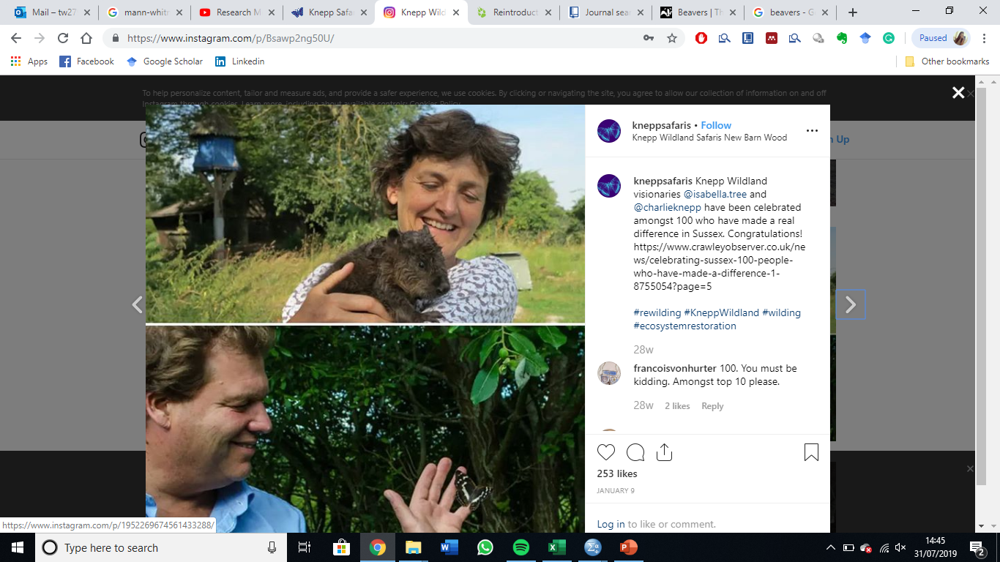 Mail – tw27
mann-whitn
Research M
Knepp Safa
Knepp Wild
Reintroduct
Journal sea
Beavers | Th
beavers - G
https://www.instagram.com/p/Bsawp2ng50U/
Paused
Apps
Facebook
Google Scholar
Linkedin
Other bookmarks
To help personalize content, tailor and measure ads, and provide a safer experience, we use cookies. By clicking or navigating the site, you agree to allow our collection of information on and off
Instagram through cookies. Learn more, including about available controls: Cookies Policy.
n Up
kneppsafaris • Follow
Knepp Wildland Safaris New Barn Wood
kneppsafaris Knepp Wildland
visionaries @isabella.tree and
@charlieknepp have been celebrated
amongst 100 who have made a real
difference in Sussex. Congratulations!
https://www.crawleyobserver.co.uk/ne
ws/celebrating-sussex-100-people-
who-have-made-a-difference-1-
8755054?page=5
#rewilding #KneppWildland #wilding
#ecosystemrestoration
28w
francoisvonhurter 100. You must be
kidding. Amongst top 10 please.
28w 2 likes Reply
253 likes
JANUARY 9
Log in to like or comment.
https://www.instagram.com/p/1952269674561433288/
Type here to search
14:45
31/07/2019
2